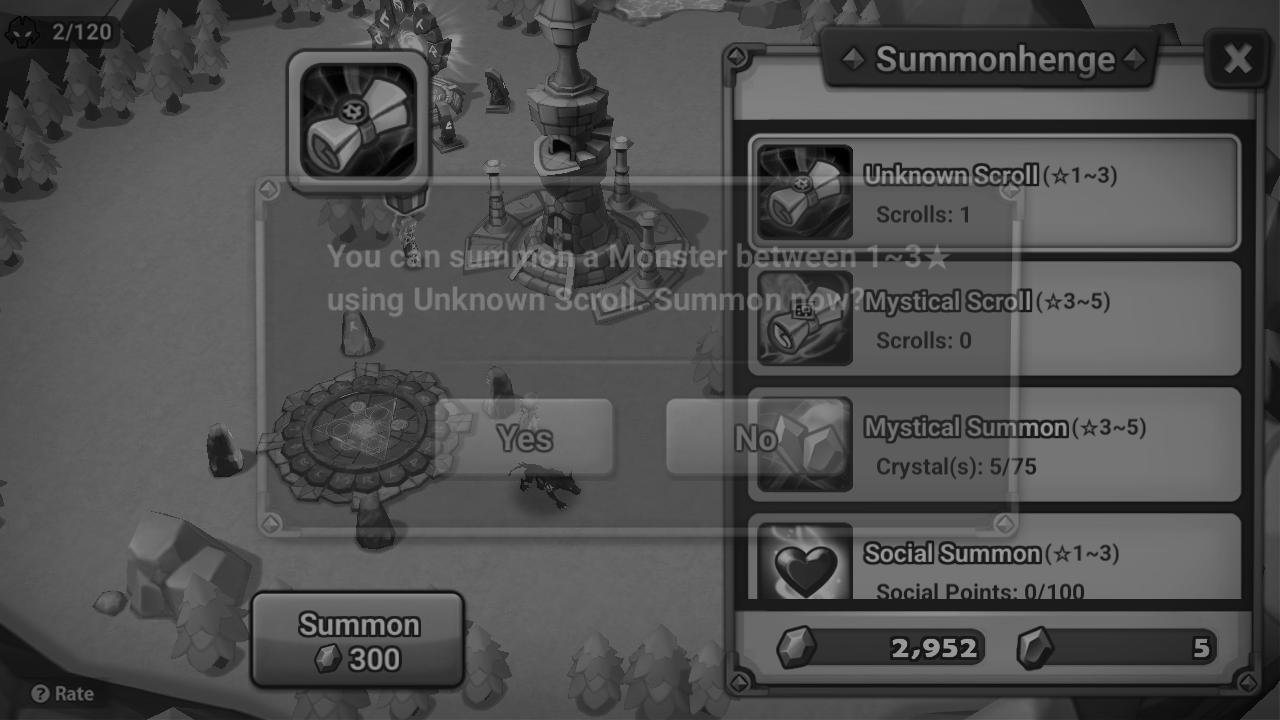 2/120
Summonhenge
X
Unknown Scroll (☆1~3)
Scrolls: 1
You can summon a Monster between 1~3★
using Unknown Scroll. Summon now?
Mystical Scroll (☆3~5)
Scrolls: 0
Mystical Summon (☆3~5)
Crystal(s): 5/75
Yes
No
Social Summon (☆1~3)
Social Points: 0/100
Summon
300
2,952
5
? Rate